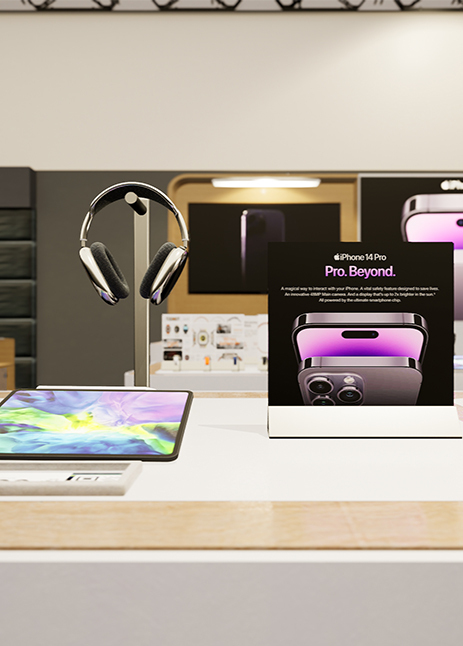 iPhone 14 Pro
Pro. Beyond.
A magical way to interact with your iPhone. A vital safety feature designed to save lives.
An innovative 48MP Main camera. And a display that's up to 2x brighter in the sun.*
All powered by the ultimate smartphone chip.
iPho